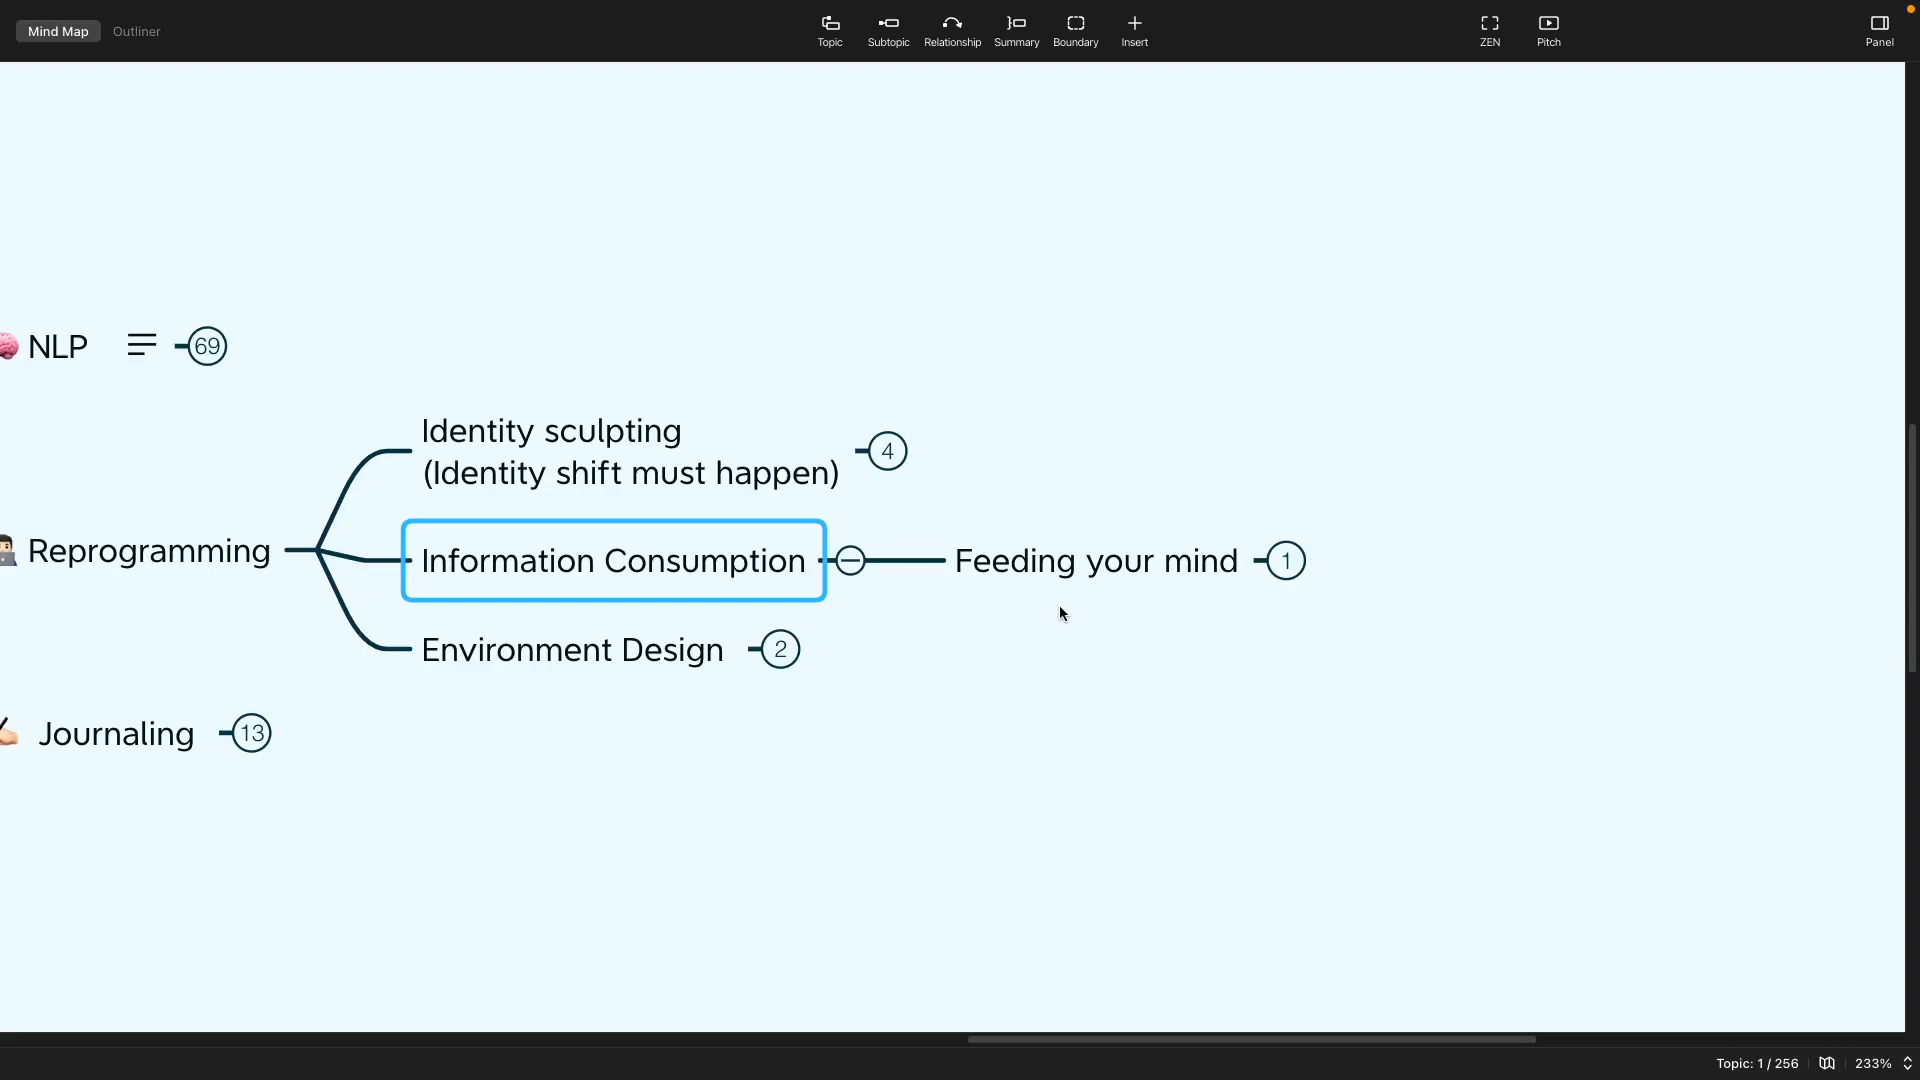 Mind Map
Outliner
Topic
Subtopic
Relationship
Summary
Boundary
Insert
ZEN
Pitch
Panel
NLP
69
Identity sculpting
(Identity shift must happen)
4
Reprogramming
Information Consumption
Feeding your mind
1
Environment Design
2
Journaling
13
Topic: 1 / 256
233%